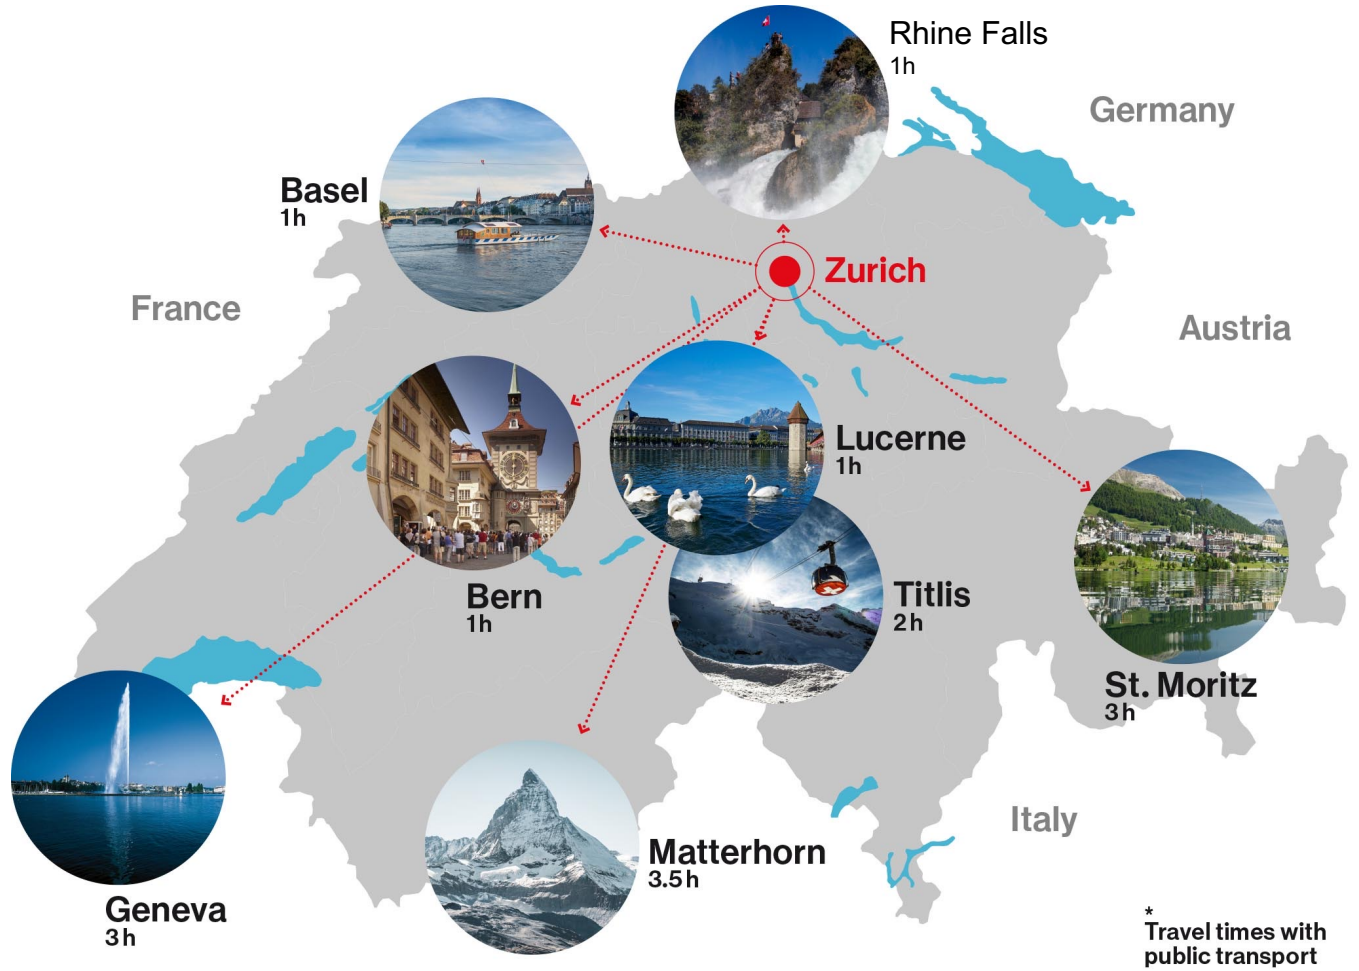 Rhine Falls
1h
Germany
Basel
1h
Zurich
France
Austria
Lucerne
1h
Bern
1h
Titlis
2h
St. Moritz
3h
Italy
Matterhorn
3.5h
Geneva
3h
*
Travel times with
public transport